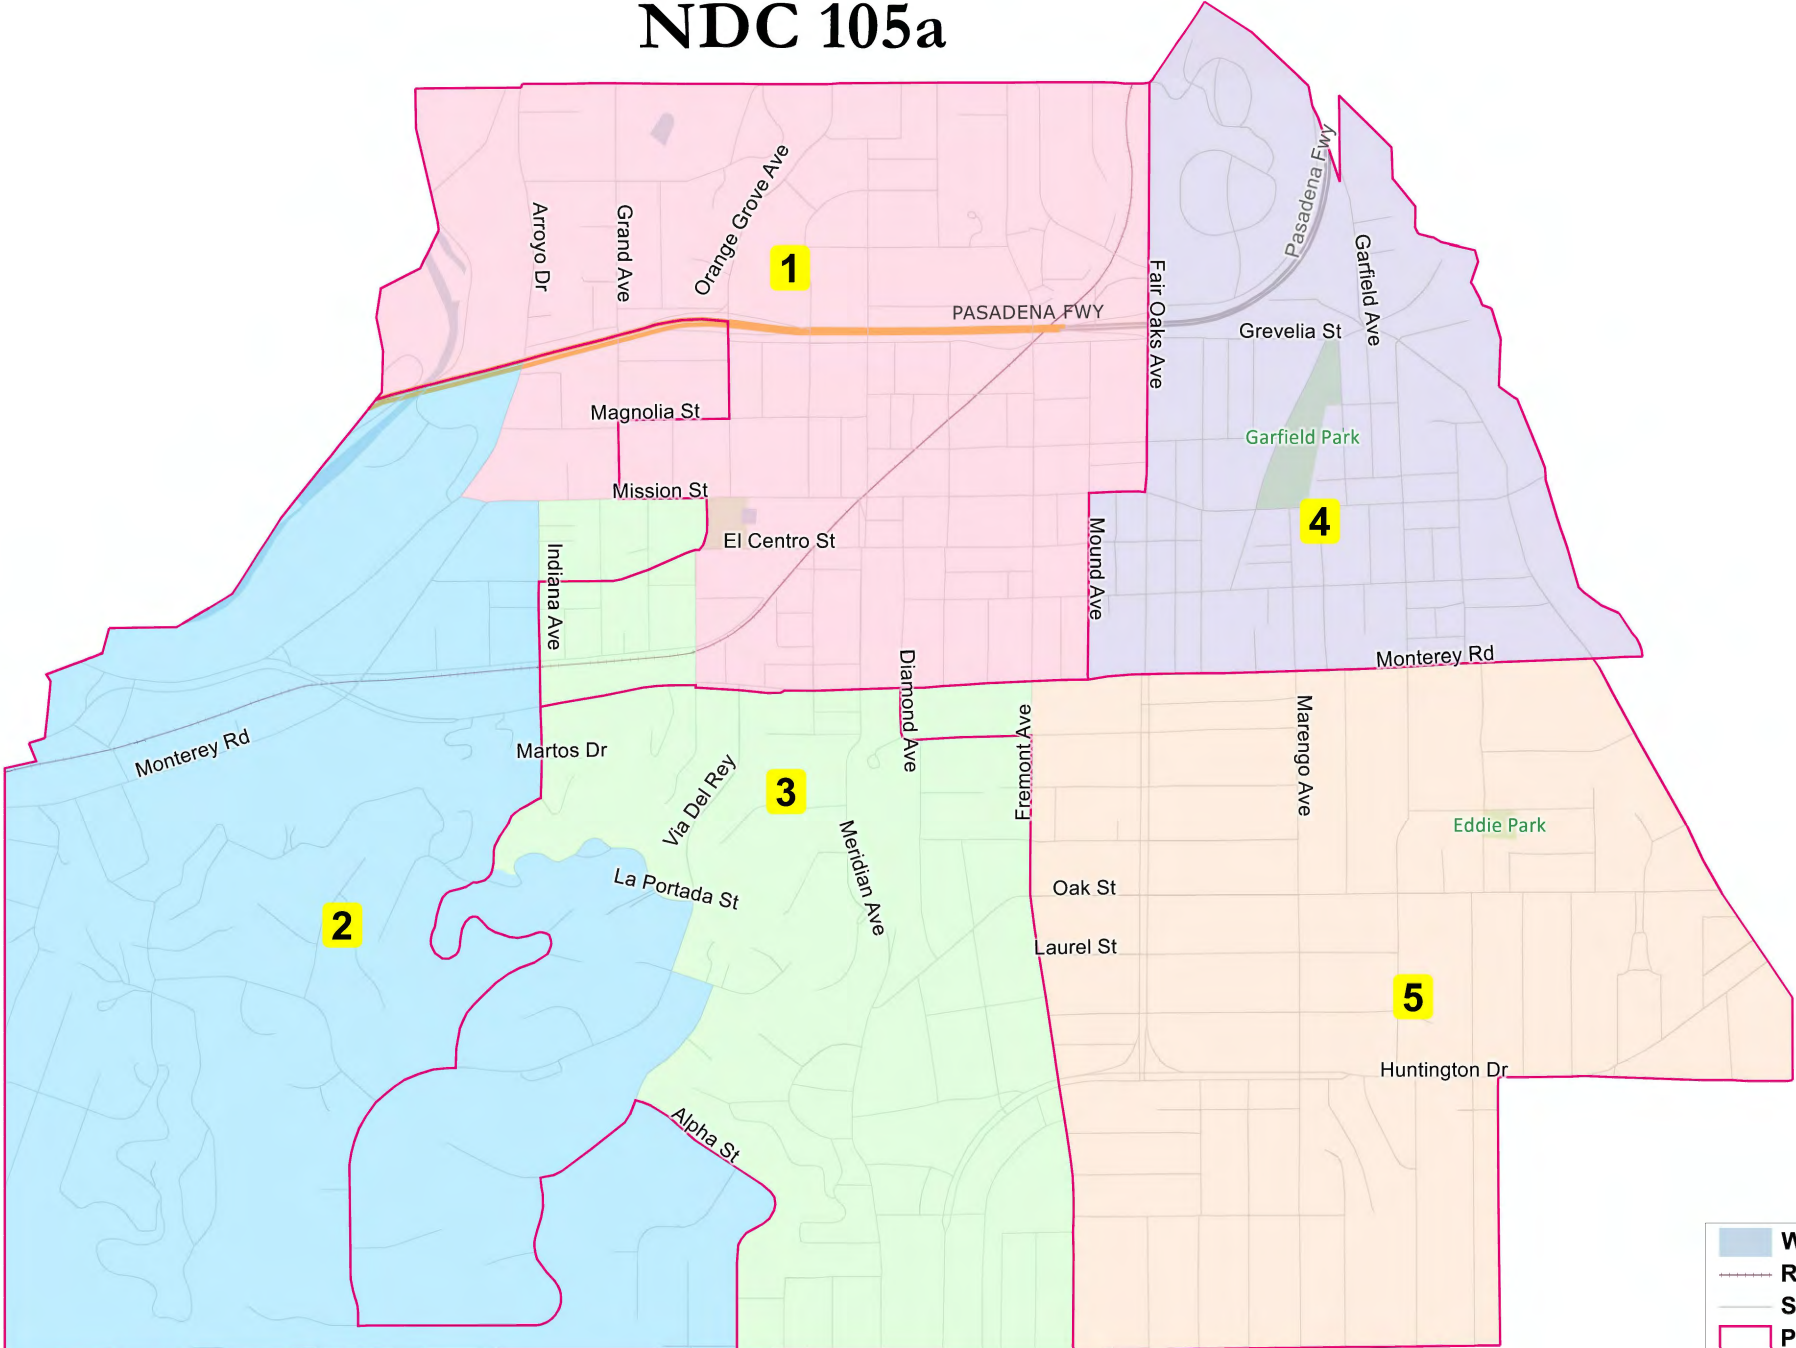 NDC 105a
Arroyo Dr
Grand Ave
Orange Grove Ave
1
PASADENA FWY
Pasadena Fwy
Fair Oaks Ave
Garfield Ave
Grevelia St
Magnolia St
Garfield Park
Mission St
4
El Centro St
Indiana Ave
Mound Ave
Monterey Rd
Diamond Ave
Fremont Ave
Marengo Ave
Monterey Rd
Martos Dr
Via Del Rey
3
Meridian Ave
Eddie Park
La Portada St
Oak St
2
Laurel St
5
Huntington Dr
Alpha St
W
R
S
P